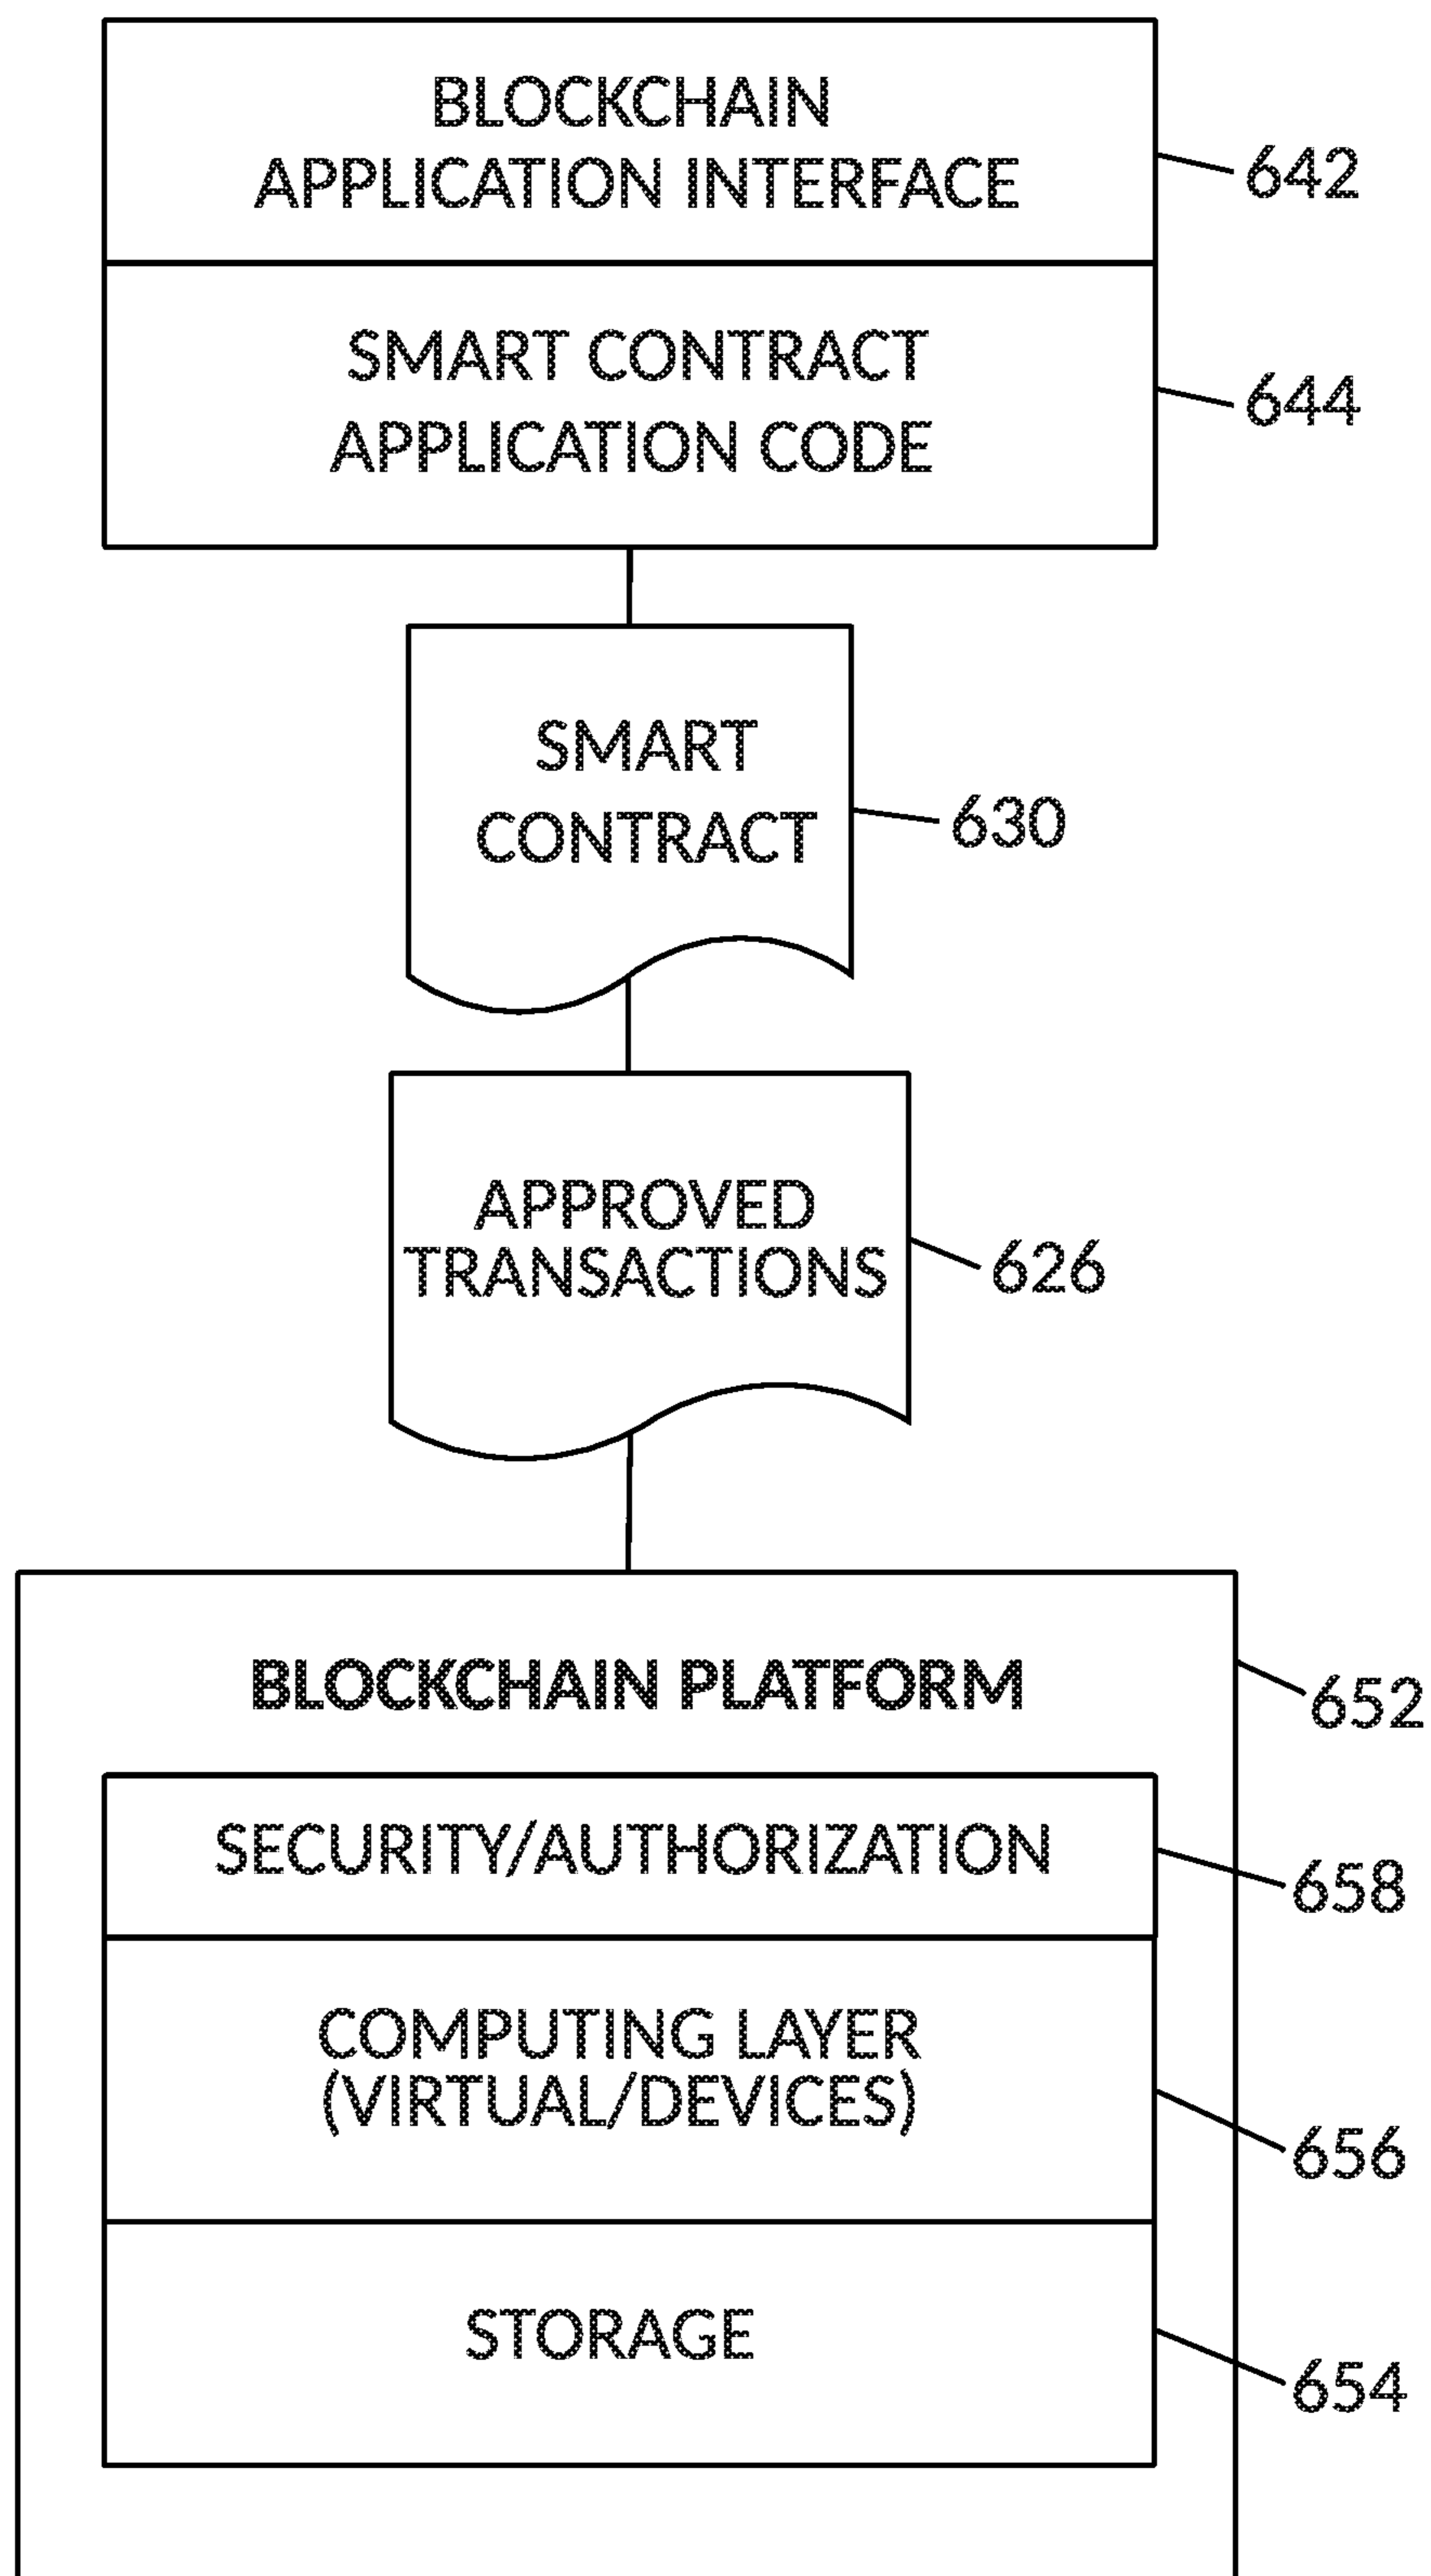 BLOCKCHAIN
APPLICATION INTERFACE
642
SMART CONTRACT
APPLICATION CODE
644
SMART
CONTRACT
630
APPROVED
TRANSACTIONS
626
BLOCKCHAIN PLATFORM
652
SECURITY/AUTHORIZATION
658
COMPUTING LAYER
(VIRTUAL/DEVICES)
656
STORAGE
654